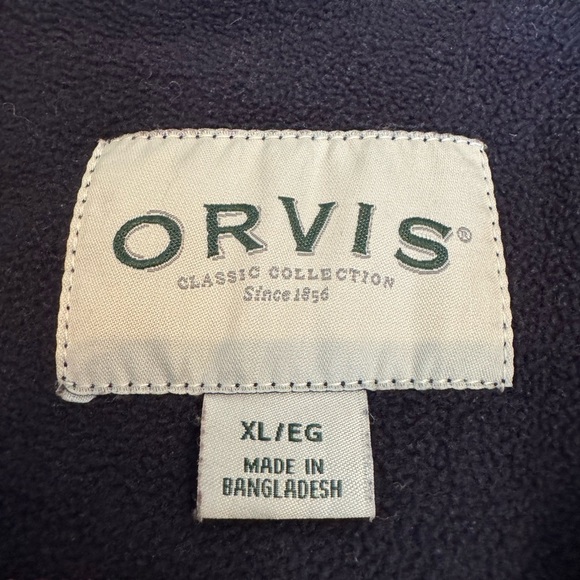 ORVIS®
CLASSIC COLLECTION
Since 1856
XL/EG
MADE IN
BANGLADESH